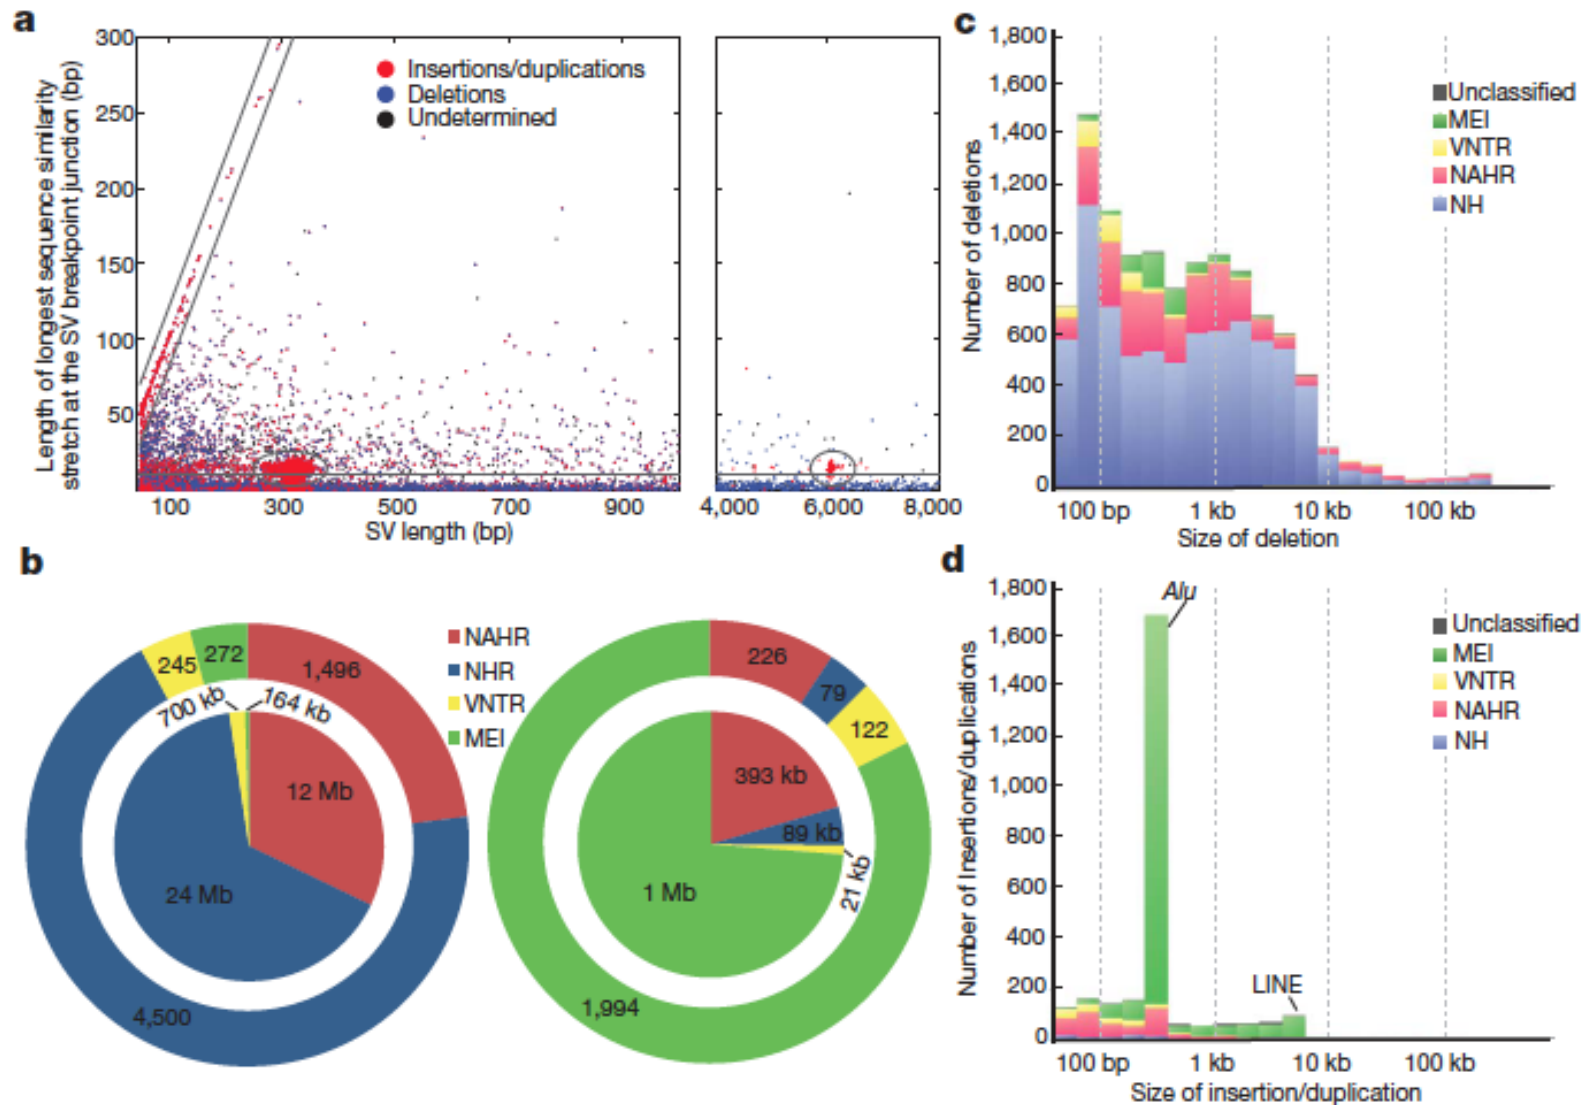 a
Length of longest sequence similarity
stretch at the SV breakpoint junction (bp)
300
250
200
150
100
50
Insertions/duplications
Deletions
Undetermined
100 300 500 700 900
4,000 6,000 8,000
SV length (bp)
b
245
272
1,496
700 kb
164 kb
12 Mb
24 Mb
4,500
NAHR
NHR
VNTR
MEI
226
79
122
393 kb
89 kb
21 kb
1 Mb
1,994
c
Number of deletions
1,800
1,600
1,400
1,200
1,000
800
600
400
200
0
Unclassified
MEI
VNTR
NAHR
NH
100 bp 1 kb 10 kb 100 kb
Size of deletion
d
Number of Insertions/duplications
1,800
1,600
1,400
1,200
1,000
800
600
400
200
0
Alu
LINE
Unclassified
MEI
VNTR
NAHR
NH
100 bp 1 kb 10 kb 100 kb
Size of insertion/duplication